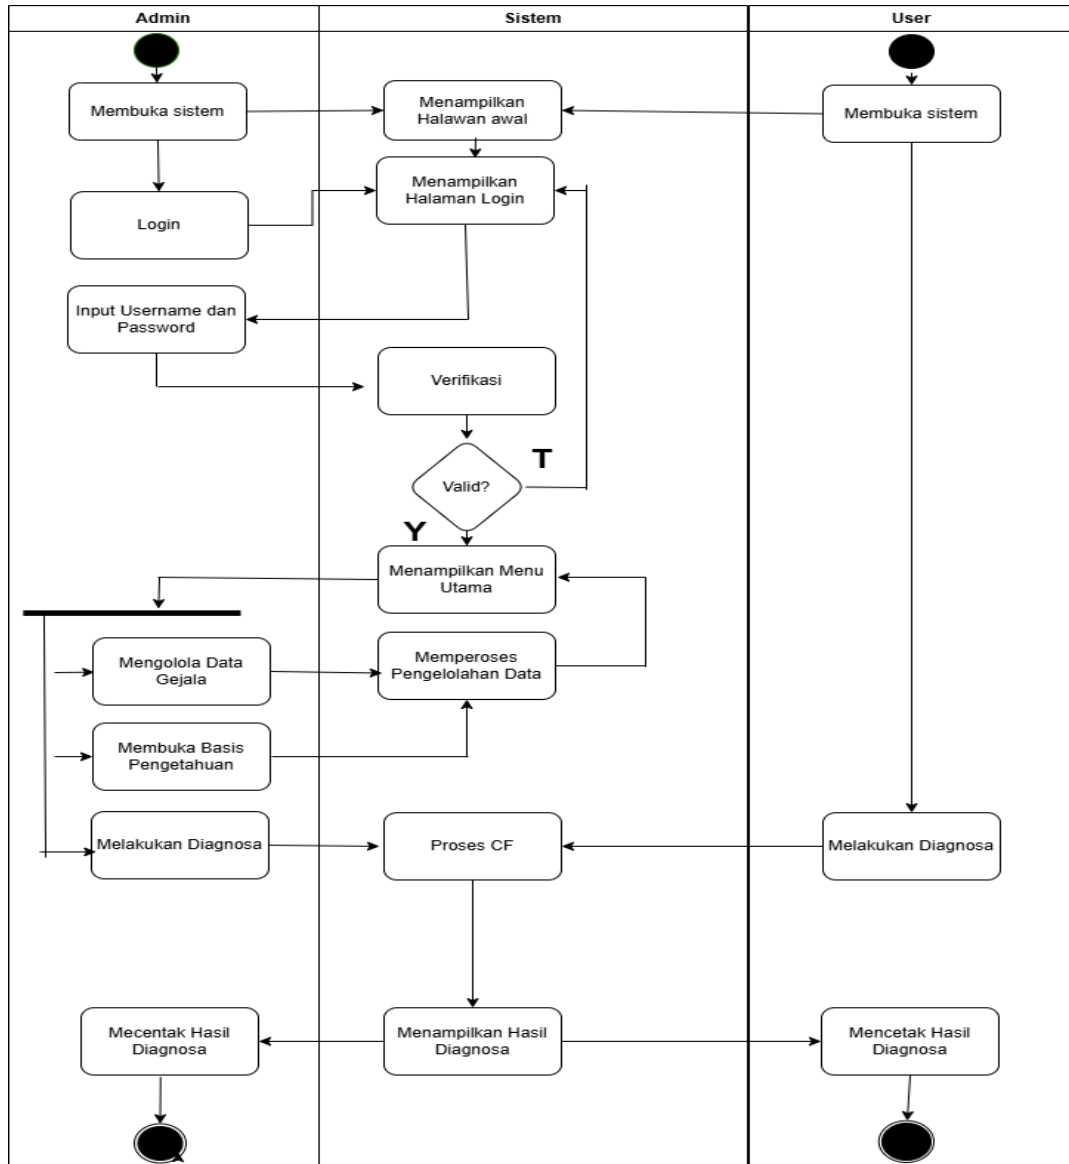 Admin
Sistem
User
Membuka sistem
Menampilkan
Halawan awal
Membuka sistem
Menampilkan
Halaman Login
Login
Input Username dan
Password
Verifikasi
T
Valid?
Y
Menampilkan Menu
Utama
Mengolola Data
Gejala
Memperoses
Pengelolahan Data
Membuka Basis
Pengetahuan
Melakukan Diagnosa
Proses CF
Melakukan Diagnosa
Mecentak Hasil
Diagnosa
Menampilkan Hasil
Diagnosa
Mencetak Hasil
Diagnosa